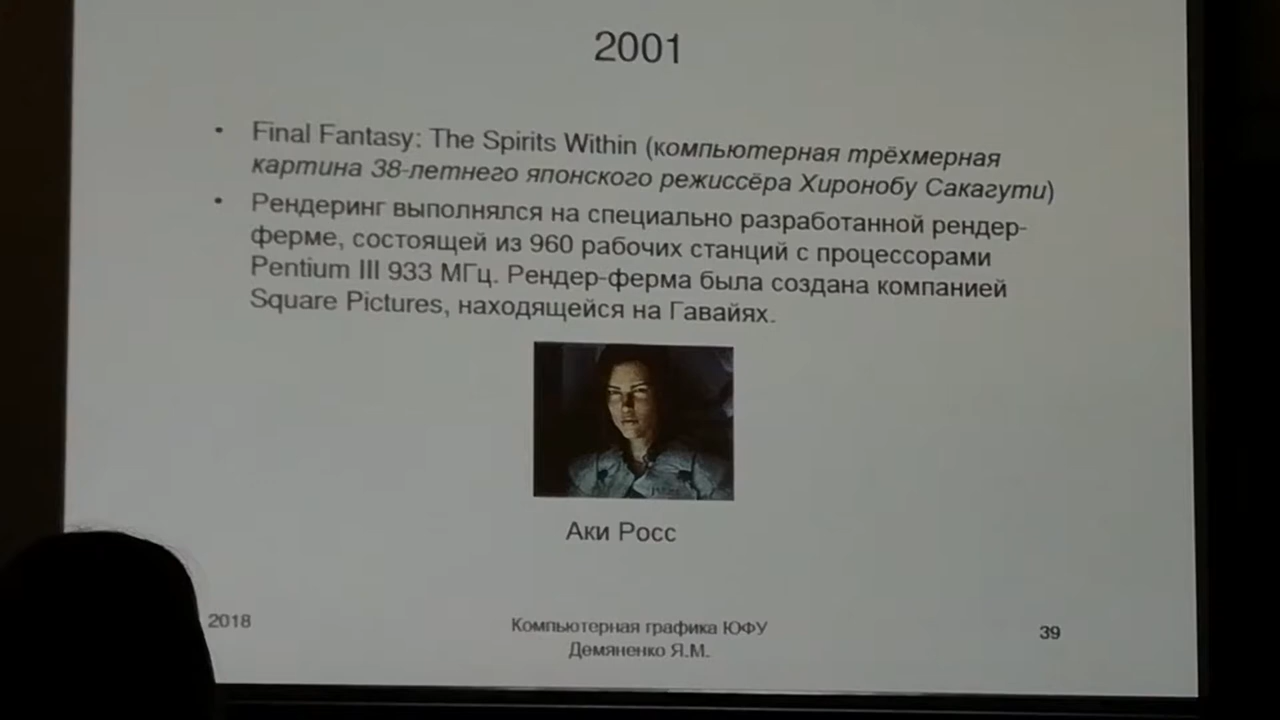 2001
• Final Fantasy: The Spirits Within (компьютерная трёхмерная
картина 38-летнего японского режиссёра Хиронобу Сакагути)
• Рендеринг выполнялся на специально разработанной рендер-
ферме, состоящей из 960 рабочих станций с процессорами
Pentium III 933 МГц. Рендер-ферма была создана компанией
Square Pictures, находящейся на Гавайях.
Аки Росс
2018
Компьютерная графика ЮФУ
Демяненко Я.М.
39